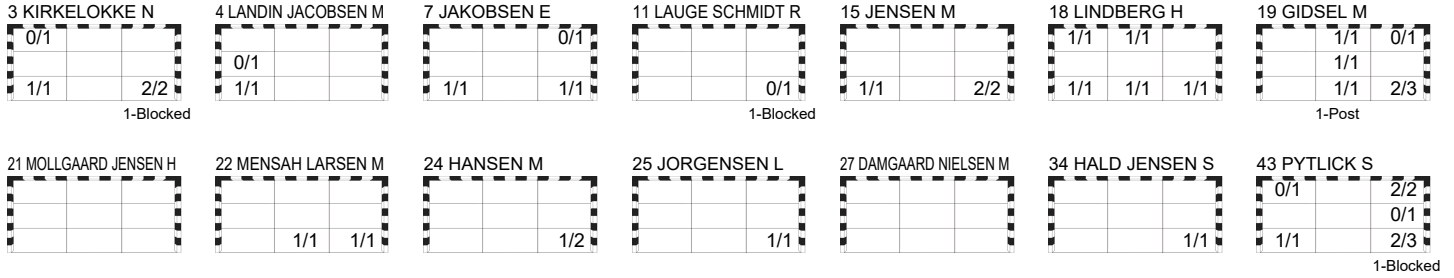 3 KIRKELOKKE N 4 LANDIN JACOBSEN M 7 JAKOBSEN E 11 LAUGE SCHMIDT R 15 JENSEN M 18 LINDBERG H 19 GIDSEL M
0/1 0/1 1/1 1/1 1/1 0/1
0/1 1/1
1/1 2/2 1/1 1/1 1/1 0/1 1/1 2/2 1/1 1/1 1/1 1/1 2/3
1-Blocked 1-Blocked 1-Post
21 MOLLGAARD JENSEN H 22 MENSAH LARSEN M 24 HANSEN M 25 JORGENSEN L 27 DAMGAARD NIELSEN M 34 HALD JENSEN S 43 PYTLICK S
0/1 2/2
0/1
1/1 1/1 1/2 1/1 1/1 1/1 2/3
1-Blocked